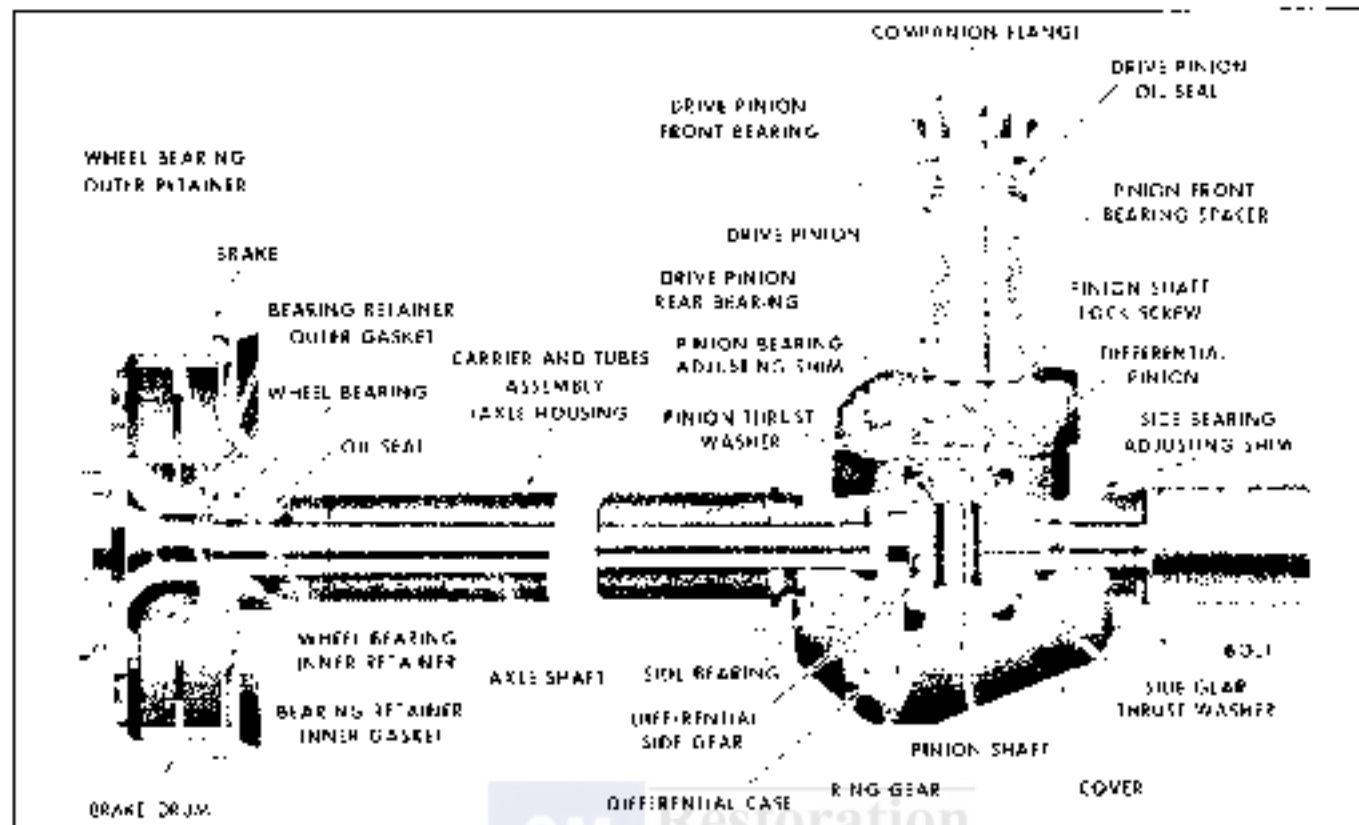 COMPANION FLANGE
DRIVE PINION
OIL SEAL
DRIVE PINION
FRONT BEARING
WHEEL BEARING
OUTER RETAINER
PINION FRONT
BEARING SPACER
DRIVE PINION
BRAKE
DRIVE PINION
REAR BEARING
PINION SHAFT
LOCK SCREW
BEARING RETAINER
OUTER GASKET
PINION BEARING
ADJUSTING SHIM
CARRIER AND TUBES
ASSEMBLY
(AXLE HOUSING
DIFFERENTIAL
PINION
WHEEL BEARING
PINION THRUST
WASHER
SIDE BEARING
ADJUSTING SHIM
OIL SEAL
WHEEL BEARING
INNER RETAINER
AXLE SHAFT
SIDE BEARING
BOLT
SIDE GEAR
THRUST WASHER
BEARING RETAINER
INNER GASKET
DIFFERENTIAL
SIDE GEAR
PINION SHAFT
RING GEAR
COVER
DIFFERENTIAL CASE
BRAKE DRUM
GM Restoration